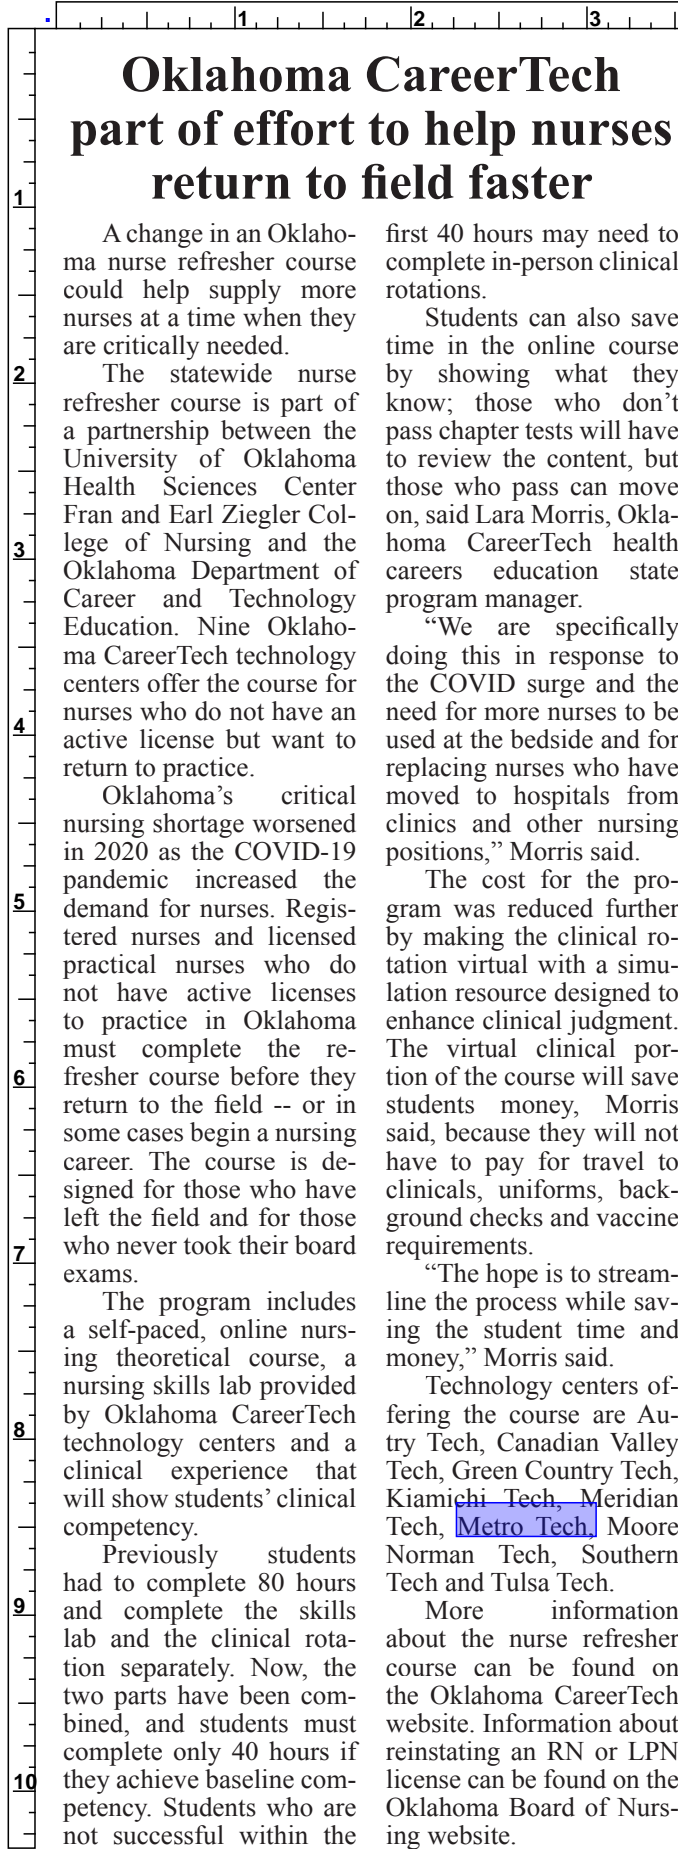 1 2 3
Oklahoma CareerTech
part of effort to help nurses
return to field faster
A change in an Oklaho-
ma nurse refresher course
could help supply more
nurses at a time when they
are critically needed.
The statewide nurse
refresher course is part of
a partnership between the
University of Oklahoma
Health Sciences Center
Fran and Earl Ziegler Col-
lege of Nursing and the
Oklahoma Department of
Career and Technology
Education. Nine Oklaho-
ma CareerTech technology
centers offer the course for
nurses who do not have an
active license but want to
return to practice.
Oklahoma’s critical
nursing shortage worsened
in 2020 as the COVID-19
pandemic increased the
demand for nurses. Regis-
tered nurses and licensed
practical nurses who do
not have active licenses
to practice in Oklahoma
must complete the re-
fresher course before they
return to the field -- or in
some cases begin a nursing
career. The course is de-
signed for those who have
left the field and for those
who never took their board
exams.
The program includes
a self-paced, online nurs-
ing theoretical course, a
nursing skills lab provided
by Oklahoma CareerTech
technology centers and a
clinical experience that
will show students’ clinical
competency.
Previously students
had to complete 80 hours
and complete the skills
lab and the clinical rota-
tion separately. Now, the
two parts have been com-
bined, and students must
complete only 40 hours if
they achieve baseline com-
petency. Students who are
not successful within the
first 40 hours may need to
complete in-person clinical
rotations.
Students can also save
time in the online course
by showing what they
know; those who don’t
pass chapter tests will have
to review the content, but
those who pass can move
on, said Lara Morris, Okla-
homa CareerTech health
careers education state
program manager.
“We are specifically
doing this in response to
the COVID surge and the
need for more nurses to be
used at the bedside and for
replacing nurses who have
moved to hospitals from
clinics and other nursing
positions,” Morris said.
The cost for the pro-
gram was reduced further
by making the clinical ro-
tation virtual with a simu-
lation resource designed to
enhance clinical judgment.
The virtual clinical por-
tion of the course will save
students money, Morris
said, because they will not
have to pay for travel to
clinicals, uniforms, back-
ground checks and vaccine
requirements.
“The hope is to stream-
line the process while sav-
ing the student time and
money,” Morris said.
Technology centers of-
fering the course are Au-
try Tech, Canadian Valley
Tech, Green Country Tech,
Kiamichi Tech, Meridian
Tech, Metro Tech, Moore
Norman Tech, Southern
Tech and Tulsa Tech.
More information
about the nurse refresher
course can be found on
the Oklahoma CareerTech
website. Information about
reinstating an RN or LPN
license can be found on the
Oklahoma Board of Nurs-
ing website.
1
2
3
4
5
6
7
8
9
10